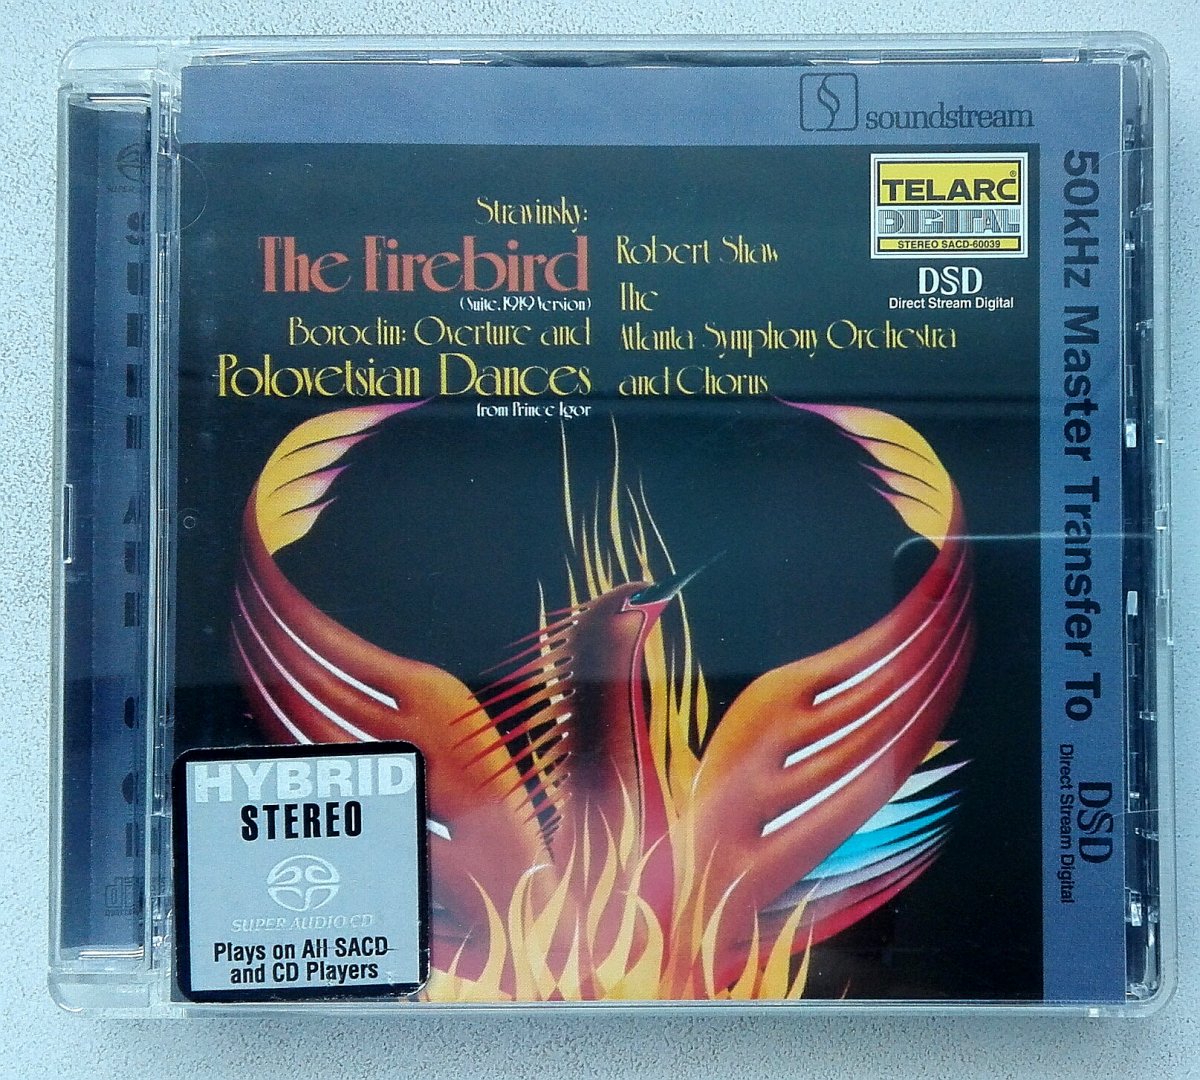 soundstream
TELARC®
DIGITAL
STEREO SACD-60039
DSD
Direct Stream Digital
Stravinsky:
The Firebird
(Suite, 1919 Version)
Borodin: Overture and
Polovetsian Dances
from Prince Igor
Robert Shaw
The
Atlanta Symphony Orchestra
and Chorus
50kHz Master Transfer To
DSD
Direct Stream Digital
HYBRID
STEREO
SUPER AUDIO CD
Plays on All SACD
and CD Players